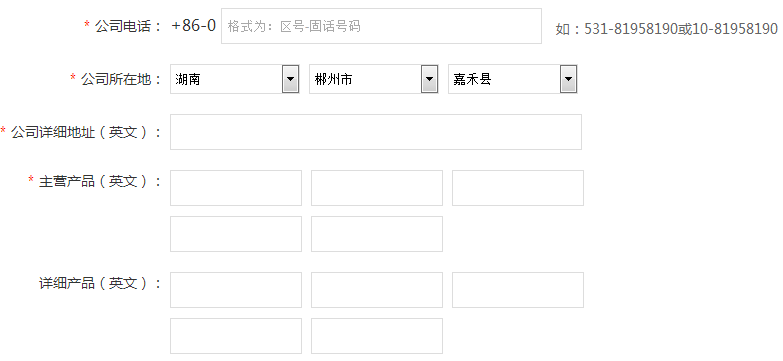 * 公司电话： +86-0 格式为：区号-固话号码 如：531-81958190或10-81958190
* 公司所在地： 湖南 郴州市 嘉禾县
* 公司详细地址（英文）：
* 主营产品（英文）：
详细产品（英文）：